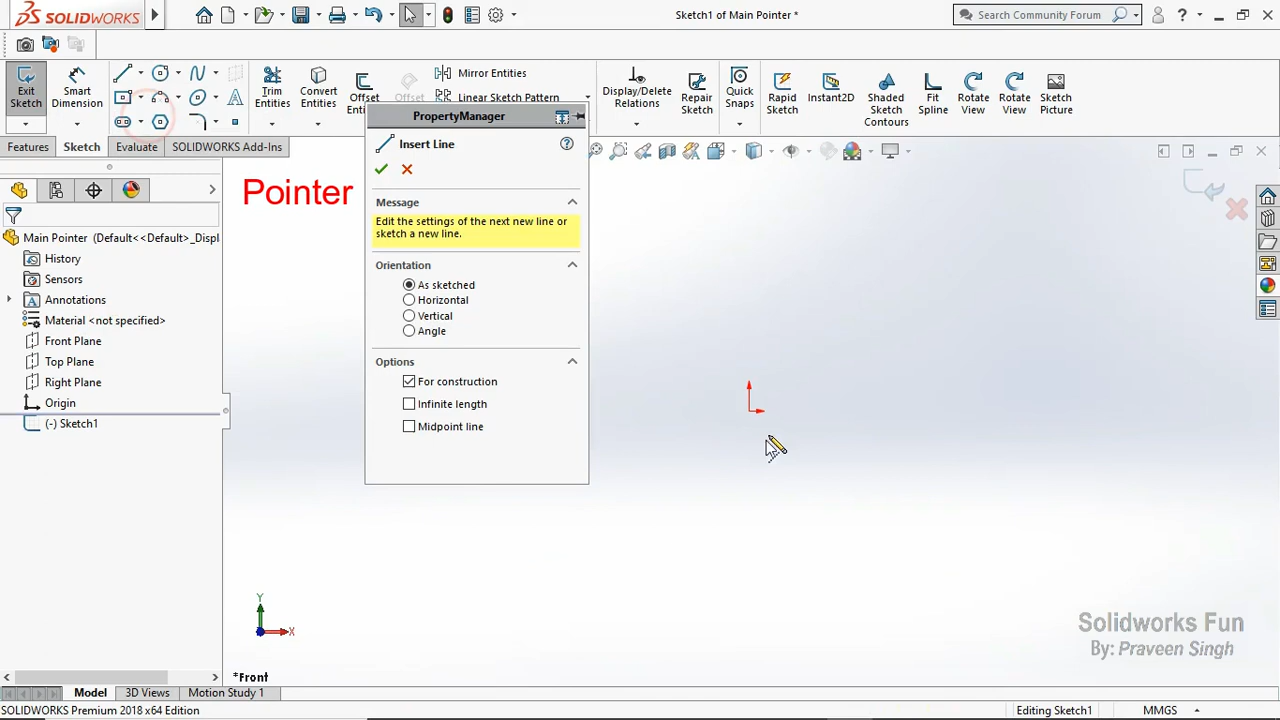 SOLIDWORKS
Sketch1 of Main Pointer *
Search Community Forum
?
Exit Sketch
Smart Dimension
Trim Entities
Convert Entities
Offset Entit
Offset
Mirror Entities
Linear Sketch Pattern
Display/Delete Relations
Repair Sketch
Quick Snaps
Rapid Sketch
Instant2D
Shaded Sketch Contours
Fit Spline
Rotate View
Rotate View
Sketch Picture
Features
Sketch
Evaluate
SOLIDWORKS Add-Ins
PropertyManager
Insert Line
?
Message
Edit the settings of the next new line or
sketch a new line.
Orientation
As sketched
Horizontal
Vertical
Angle
Options
For construction
Infinite length
Midpoint line
Pointer
Main Pointer (Default<<Default>_Displ
History
Sensors
Annotations
Material <not specified>
Front Plane
Top Plane
Right Plane
Origin
(-) Sketch1
Y
X
*Front
Solidworks Fun
By: Praveen Singh
Model
3D Views
Motion Study 1
SOLIDWORKS Premium 2018 x64 Edition
Editing Sketch1
MMGS